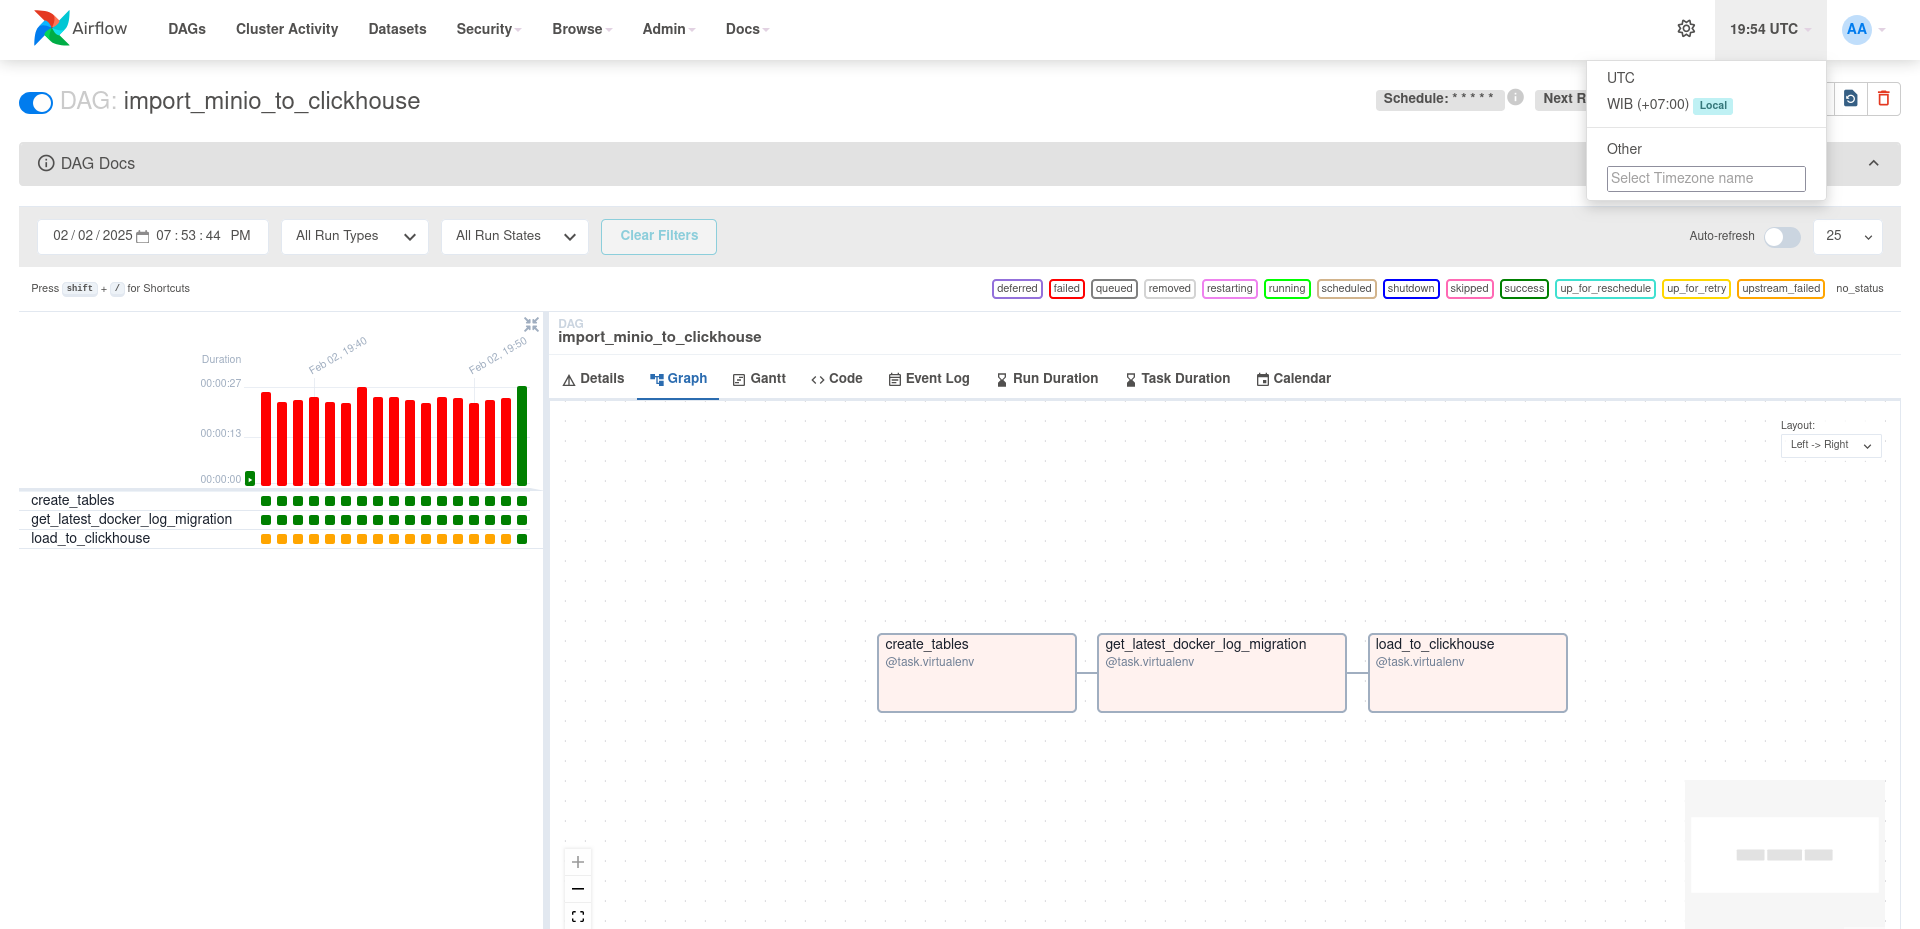 Airflow
DAGs
Cluster Activity
Datasets
Security
Browse
Admin
Docs
19:54 UTC
AA
UTC
WIB (+07:00) Local
Other
Select Timezone name
DAG: import_minio_to_clickhouse
Schedule: * * * * *
Next R
DAG Docs
02 / 02 / 2025 07 : 53 : 44 PM
All Run Types
All Run States
Clear Filters
Auto-refresh
25
Press shift + / for Shortcuts
deferred
failed
queued
removed
restarting
running
scheduled
shutdown
skipped
success
up_for_reschedule
up_for_retry
upstream_failed
no_status
Feb 02, 19:40
Feb 02, 19:50
Duration
00:00:27
00:00:13
00:00:00
create_tables
get_latest_docker_log_migration
load_to_clickhouse
DAG
import_minio_to_clickhouse
Details
Graph
Gantt
Code
Event Log
Run Duration
Task Duration
Calendar
Layout:
Left -> Right
create_tables
@task.virtualenv
get_latest_docker_log_migration
@task.virtualenv
load_to_clickhouse
@task.virtualenv